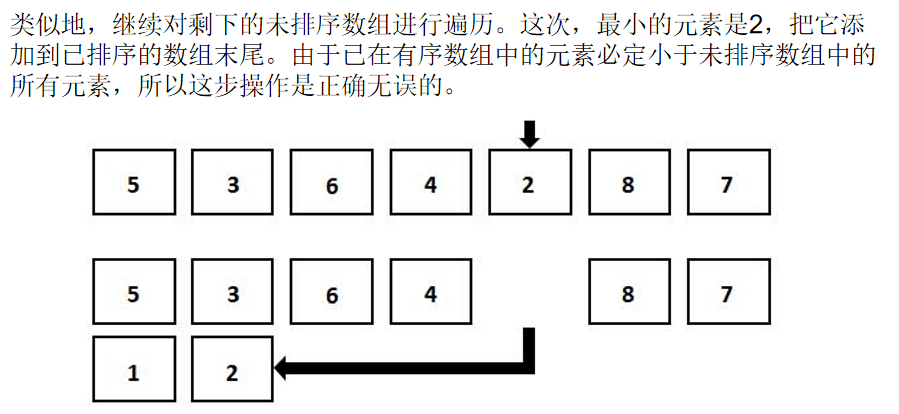 类似地，继续对剩下的未排序数组进行遍历。这次，最小的元素是2，把它添
加到已排序的数组末尾。由于已在有序数组中的元素必定小于未排序数组中的
所有元素，所以这步操作是正确无误的。
5 3 6 4 2 8 7
5 3 6 4 8 7
1 2